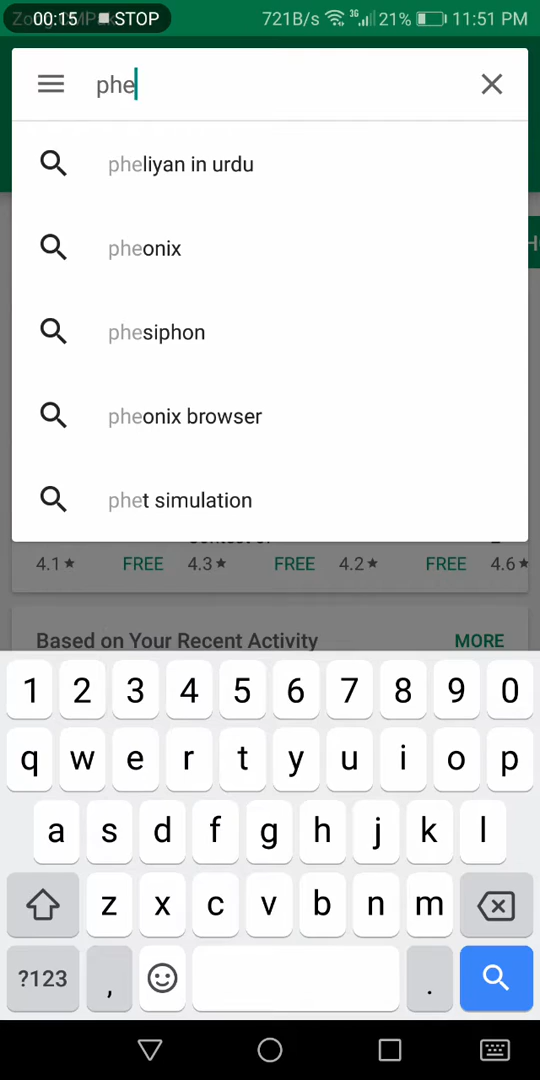 00:15 STOP 721B/s 3G 21% 11:51 PM
phe
pheliyan in urdu
pheonix
phesiphon
pheonix browser
phet simulation
4.1★ FREE 4.3★ FREE 4.2★ FREE 4.6★
Based on Your Recent Activity MORE
1 2 3 4 5 6 7 8 9 0
q w e r t y u i o p
a s d f g h j k l
z x c v b n m
?123 , .